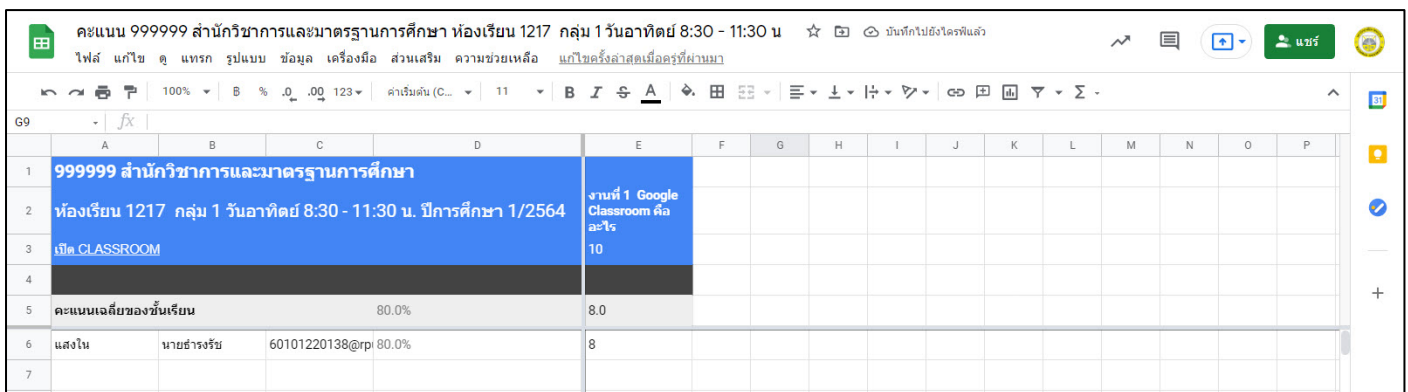 คะแนน 999999 สำนักวิชาการและมาตรฐานการศึกษา ห้องเรียน 1217 กลุ่ม 1 วันอาทิตย์ 8:30 - 11:30 น
บันทึกไปยังไดรฟ์แล้ว
แชร์
ไฟล์ แก้ไข ดู แทรก รูปแบบ ข้อมูล เครื่องมือ ส่วนเสริม ความช่วยเหลือ แก้ไขครั้งล่าสุดเมื่อครู่ที่ผ่านมา
100% B % .0 .00 123 ค่าเริ่มต้น (C... 11 B I S A Σ
31
G9 fx
A B C D E F G H I J K L M N O P
1 999999 สำนักวิชาการและมาตรฐานการศึกษา
2 ห้องเรียน 1217 กลุ่ม 1 วันอาทิตย์ 8:30 - 11:30 น. ปีการศึกษา 1/2564
งานที่ 1 Google
Classroom คือ
อะไร
3 เปิด CLASSROOM 10
4
5 คะแนนเฉลี่ยของชั้นเรียน 80.0% 8.0
6 แสงใน นายธำรงรัช 60101220138@rp 80.0% 8
7